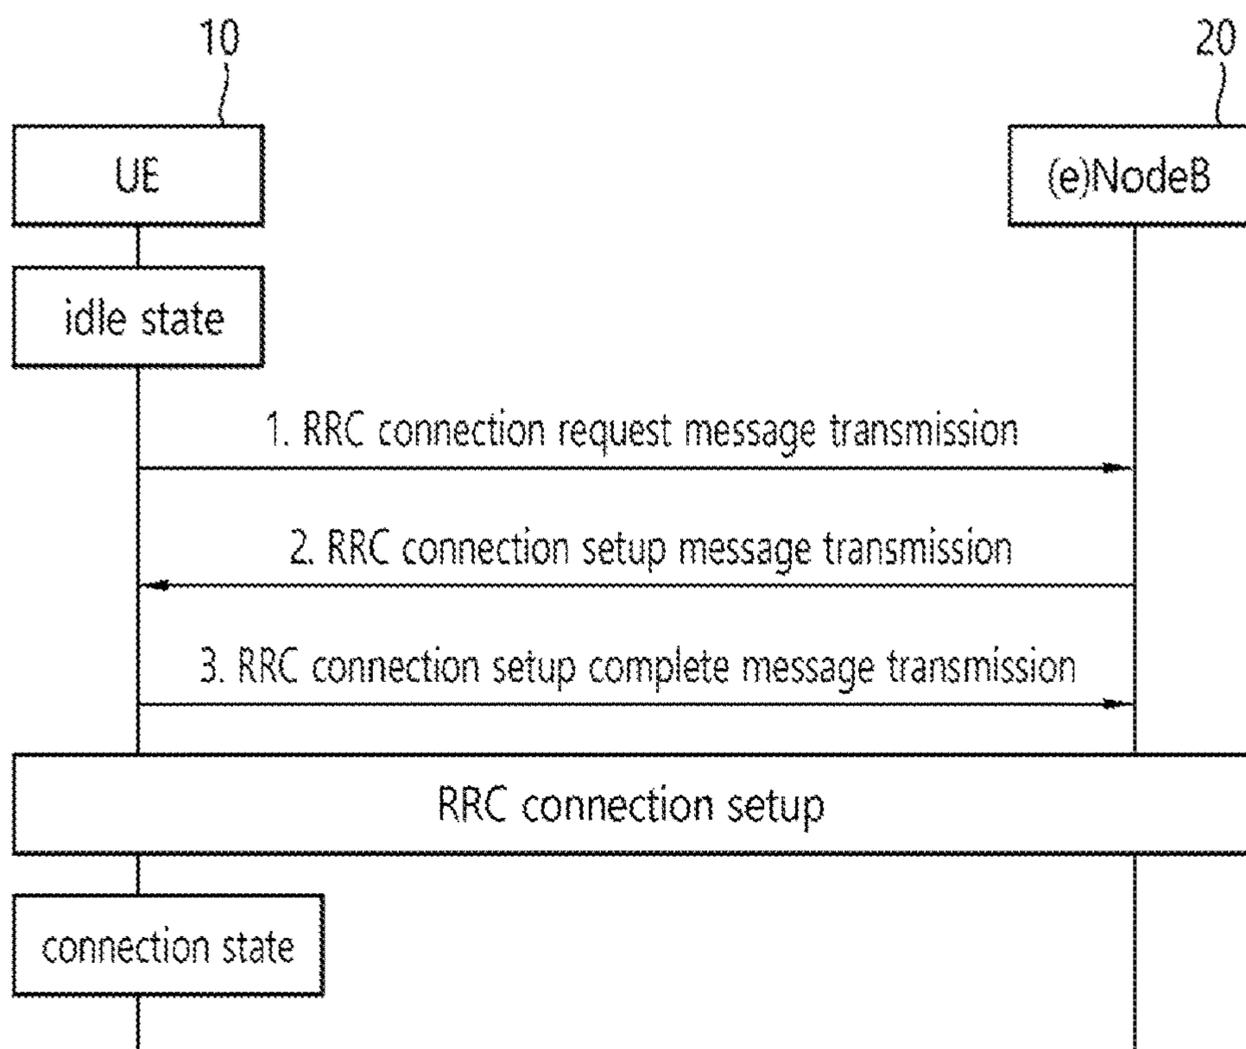 10
20
UE
(e)NodeB
idle state
1. RRC connection request message transmission
2. RRC connection setup message transmission
3. RRC connection setup complete message transmission
RRC connection setup
connection state